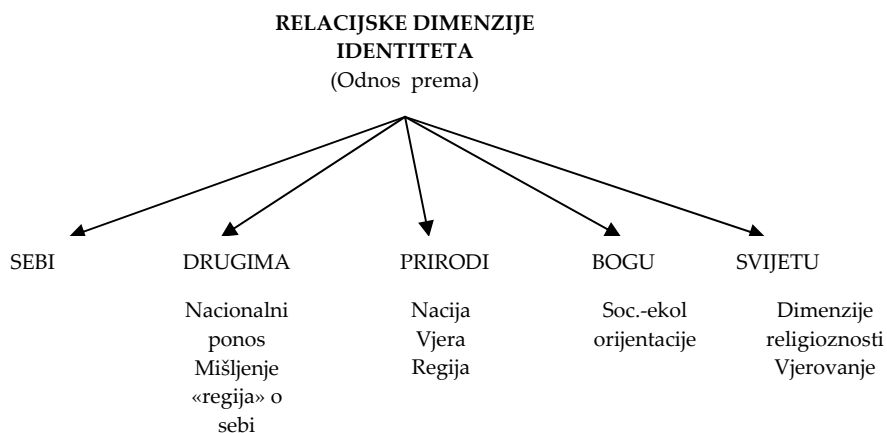 RELACIJSKE DIMENZIJE
IDENTITETA
(Odnos prema)
SEBI
DRUGIMA
PRIRODI
BOGU
SVIJETU
Nacionalni
ponos
Mišljenje
«regija» o
sebi
Nacija
Vjera
Regija
Soc.-ekol
orijentacije
Dimenzije
religioznosti
Vjerovanje